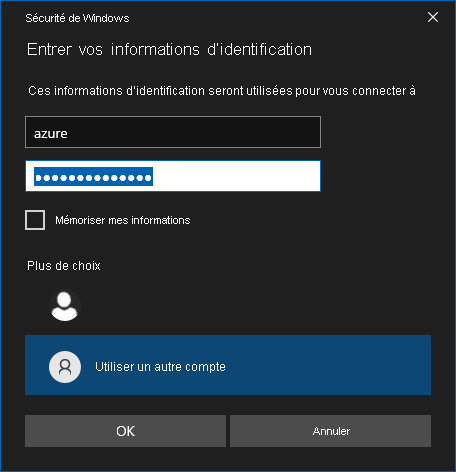 Sécurité de Windows
Entrer vos informations d'identification
Ces informations d'identification seront utilisées pour vous connecter à
azure
●●●●●●●●●●●●●●
Mémoriser mes informations
Plus de choix
Utiliser un autre compte
OK
Annuler